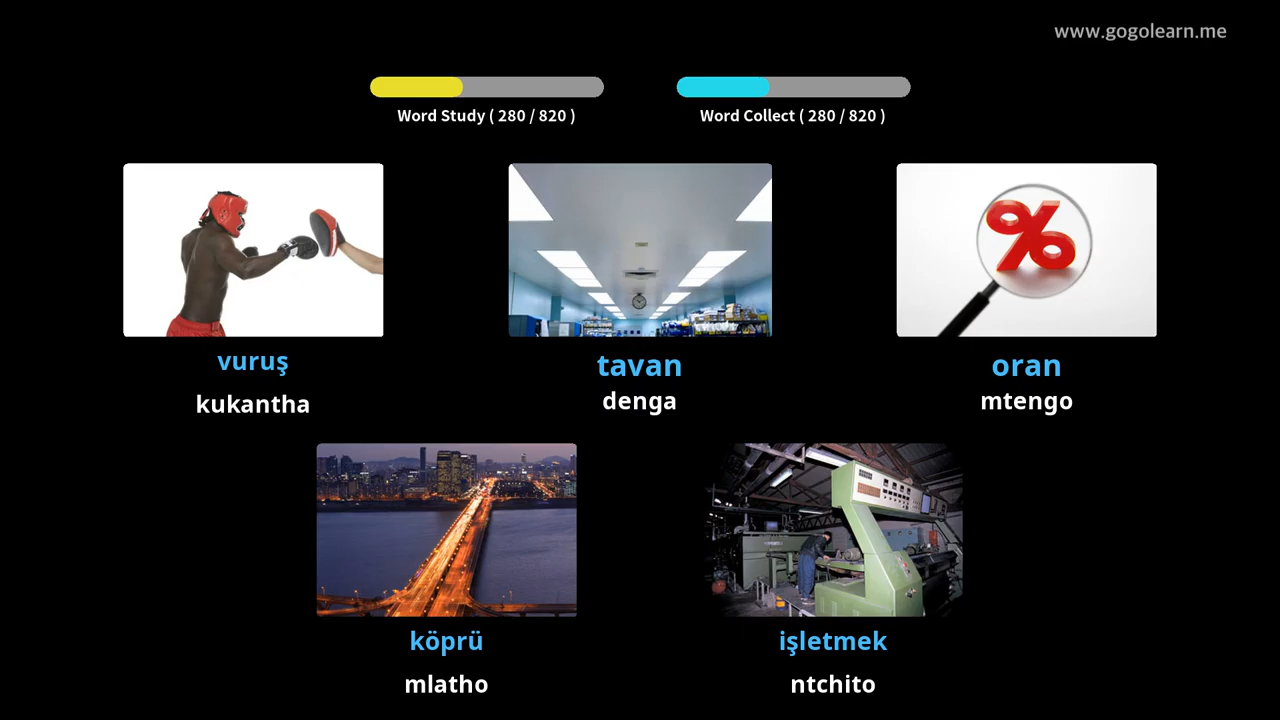 www.gogolearn.me
Word Study ( 280 / 820 )
Word Collect ( 280 / 820 )
vuruş
kukantha
tavan
denga
oran
mtengo
köprü
mlatho
işletmek
ntchito